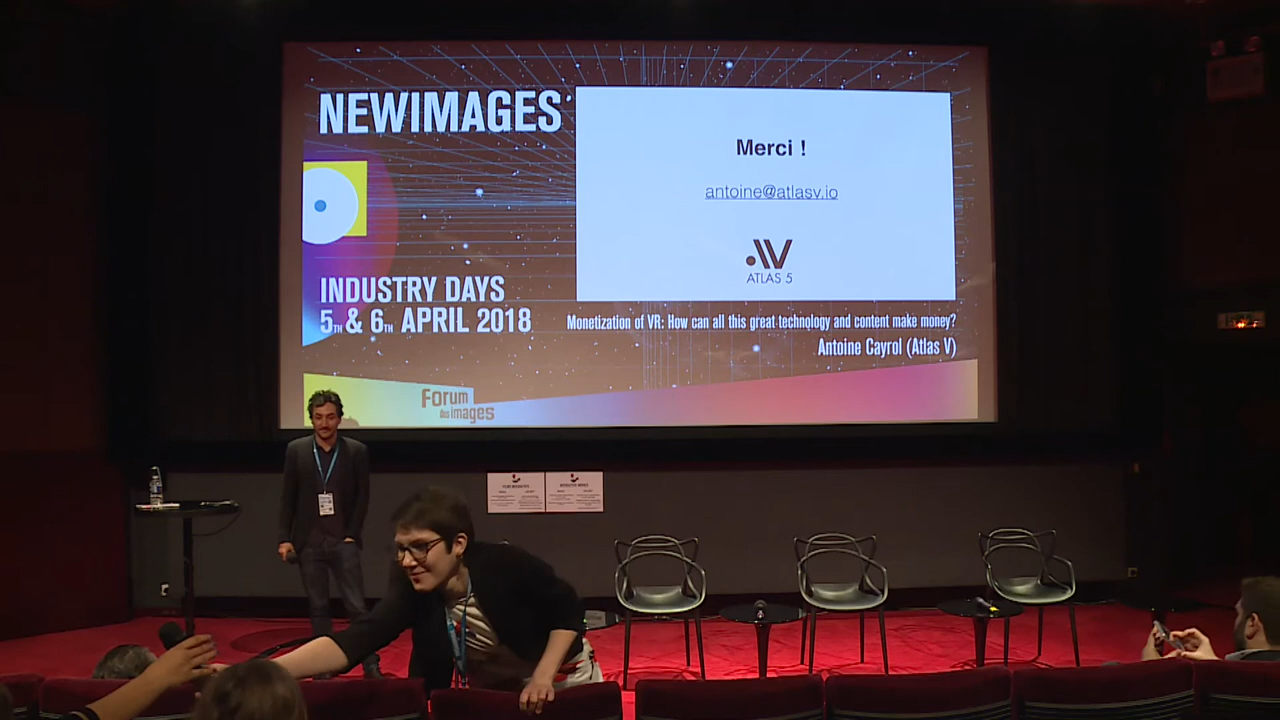 NEWIMAGES
Merci !
antoine@atlasv.io
ATLAS 5
INDUSTRY DAYS
5TH & 6TH APRIL 2018
Monetization of VR: How can all this great technology and content make money?
Antoine Cayrol (Atlas V)
Forum
des images